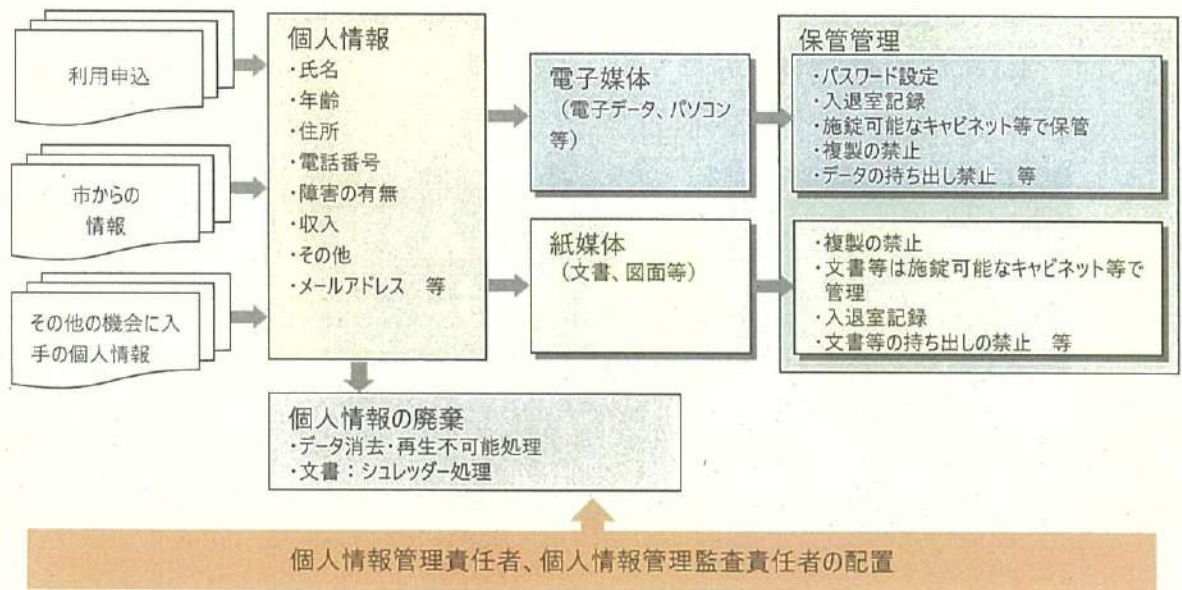 利用申込
市からの
情報
その他の機会に入
手の個人情報
個人情報
・氏名
・年齢
・住所
・電話番号
・障害の有無
・収入
・その他
・メールアドレス　等
電子媒体
（電子データ、パソコン
等）
紙媒体
（文書、図面等）
保管管理
・パスワード設定
・入退室記録
・施錠可能なキャビネット等で保管
・複製の禁止
・データの持ち出し禁止　等
・複製の禁止
・文書等は施錠可能なキャビネット等で
管理
・入退室記録
・文書等の持ち出しの禁止　等
個人情報の廃棄
・データ消去・再生不可能処理
・文書：シュレッダー処理
個人情報管理責任者、個人情報管理監査責任者の配置